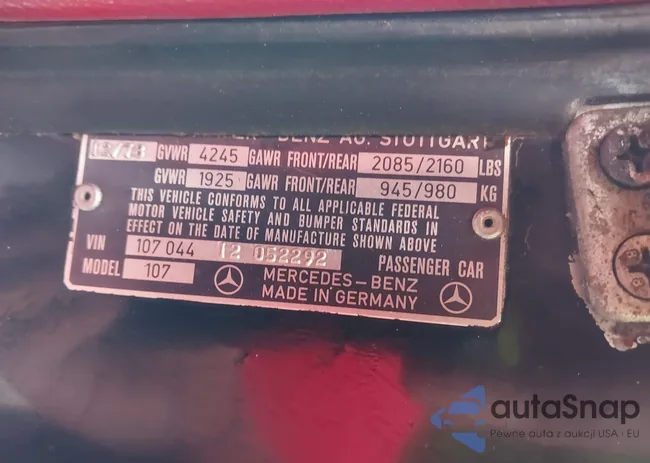 BENZ AG. STUTTGART
GVWR 4245 GAWR FRONT/REAR 2085/2160 LBS
GVWR 1925 GAWR FRONT/REAR 945/980 KG
THIS VEHICLE CONFORMS TO ALL APPLICABLE FEDERAL
MOTOR VEHICLE SAFETY AND BUMPER STANDARDS IN
EFFECT ON THE DATE OF MANUFACTURE SHOWN ABOVE
VIN 107 044 12 052292 PASSENGER CAR
MODEL 107 MERCEDES-BENZ
MADE IN GERMANY
autaSnap
Pewne auta z aukcji USA i EU